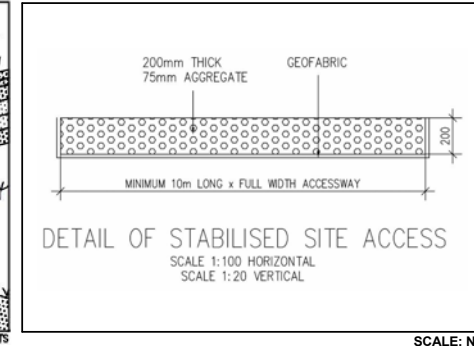 200mm THICK
75mm AGGREGATE
GEOFABRIC
200
MINIMUM 10m LONG x FULL WIDTH ACCESSWAY
DETAIL OF STABILISED SITE ACCESS
SCALE 1:100 HORIZONTAL
SCALE 1:20 VERTICAL
SCALE: N